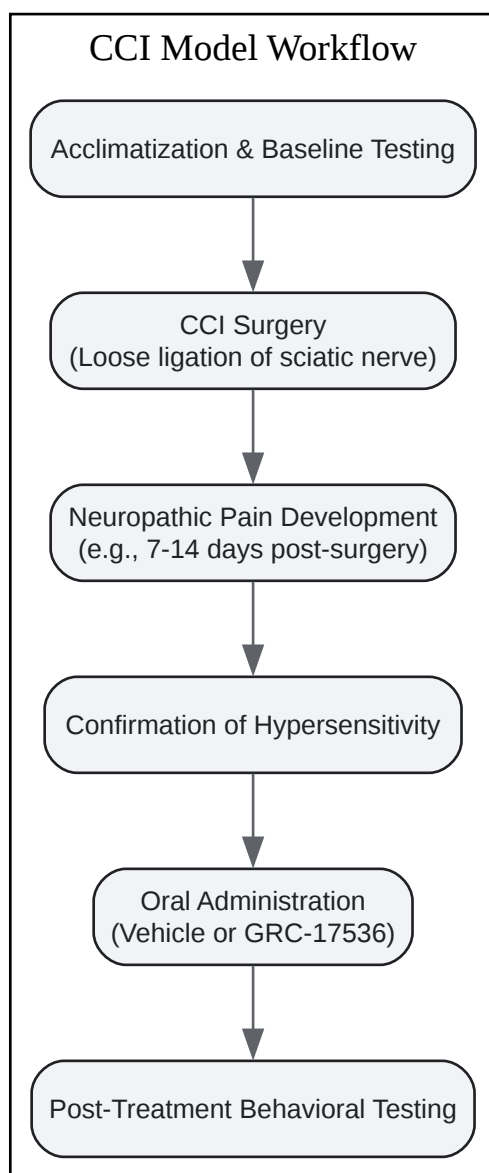 CCI Model Workflow
Acclimatization & Baseline Testing
CCI Surgery
(Loose ligation of sciatic nerve)
Neuropathic Pain Development
(e.g., 7-14 days post-surgery)
Confirmation of Hypersensitivity
Oral Administration
(Vehicle or GRC-17536)
Post-Treatment Behavioral Testing